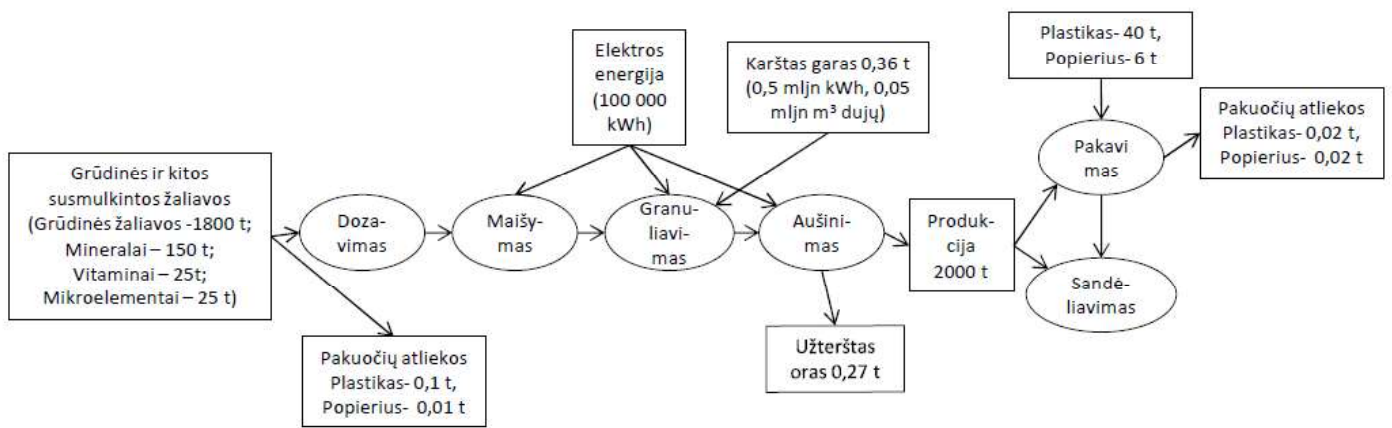 Grūdinės ir kitos
susmulkintos žaliavos
(Grūdinės žaliavos -1800 t;
Mineralai – 150 t;
Vitaminai – 25t;
Mikroelementai – 25 t)
Pakuočių atliekos
Plastikas- 0,1 t,
Popierius- 0,01 t
Doza-
vimas
Maišy-
mas
Elektros
energija
(100 000
kWh)
Karštas garas 0,36 t
(0,5 mljn kWh, 0,05
mljn m³ dujų)
Granu-
liavi-
mas
Aušini-
mas
Užterštas
oras 0,27 t
Produk-
cija
2000 t
Plastikas- 40 t,
Popierius- 6 t
Pakavi
mas
Pakuočių atliekos
Plastikas- 0,02 t,
Popierius- 0,02 t
Sandė-
liavimas